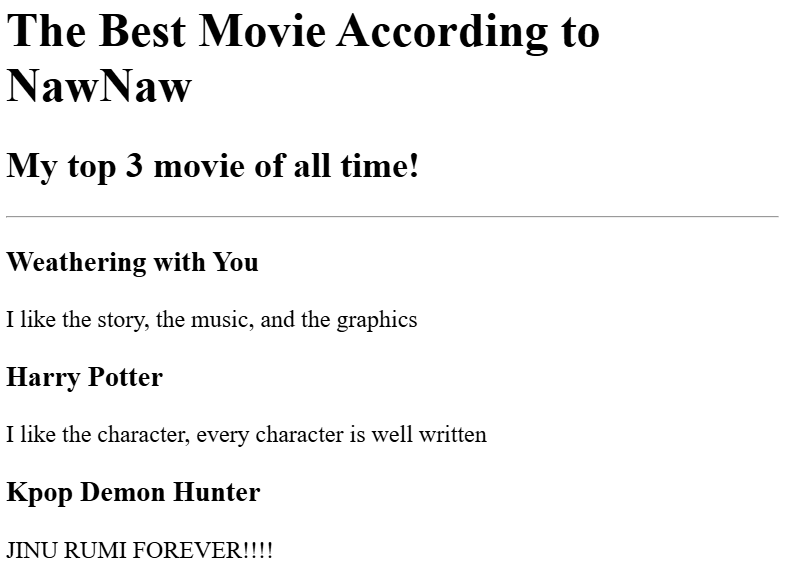 The Best Movie According to
NawNaw
My top 3 movie of all time!
Weathering with You
I like the story, the music, and the graphics
Harry Potter
I like the character, every character is well written
Kpop Demon Hunter
JINU RUMI FOREVER!!!!